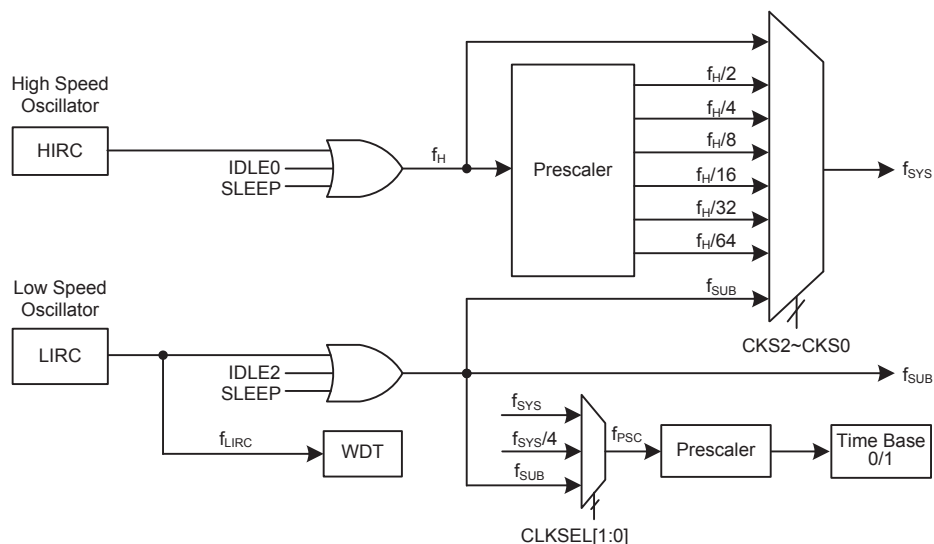 High Speed
Oscillator
HIRC
IDLE0
SLEEP
fH
Prescaler
fH/2
fH/4
fH/8
fH/16
fH/32
fH/64
fSUB
fSYS
CKS2~CKS0
Low Speed
Oscillator
LIRC
IDLE2
SLEEP
fSUB
fLIRC
WDT
fSYS
fSYS/4
fSUB
fPSC
Prescaler
Time Base
0/1
CLKSEL[1:0]